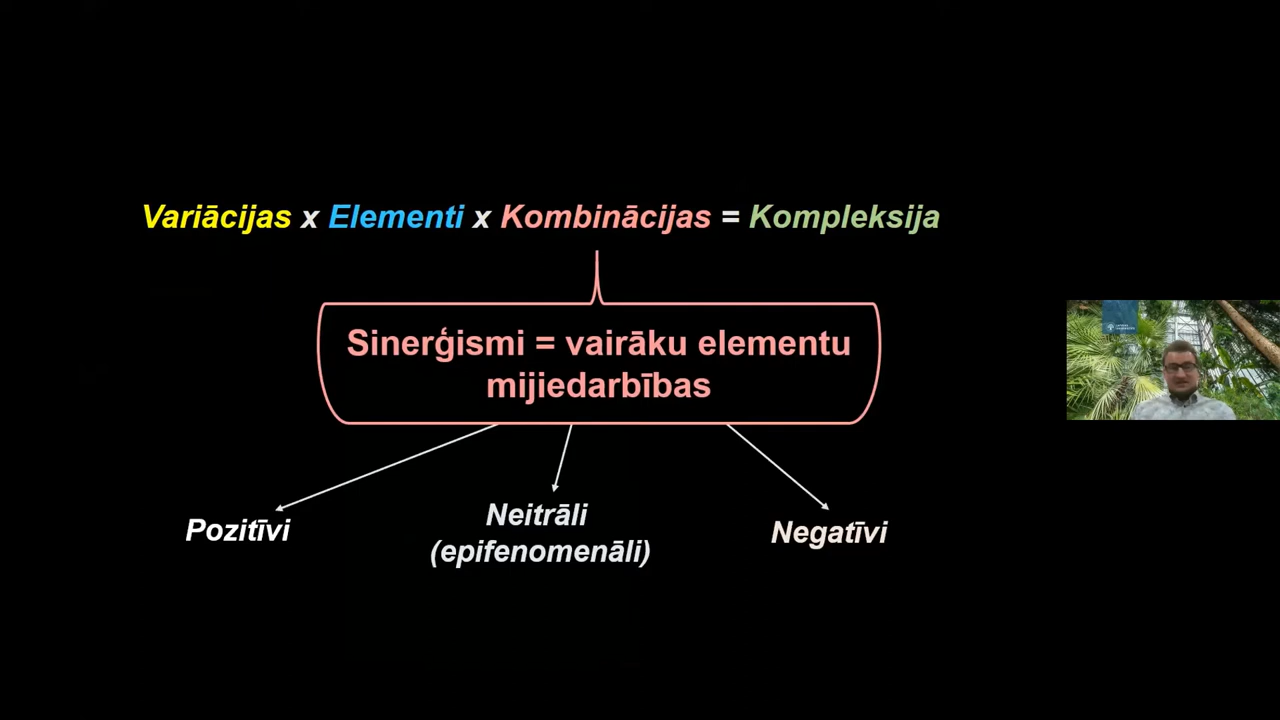 Variācijas x Elementi x Kombinācijas = Kompleksija
Sinerģismi = vairāku elementu
mijiedarbības
Pozitīvi
Neitrāli
(epifenomenāli)
Negatīvi